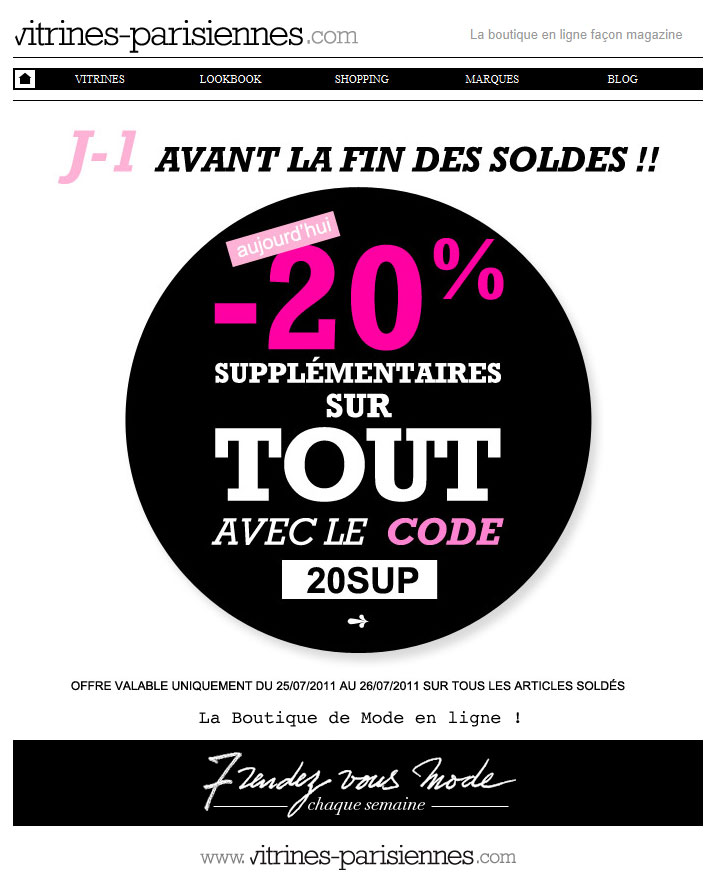 vitrines-parisiennes.com
La boutique en ligne façon magazine
VITRINES LOOKBOOK SHOPPING MARQUES BLOG
J-1 AVANT LA FIN DES SOLDES !!
aujourd'hui
-20%
SUPPLÉMENTAIRES
SUR
TOUT
AVEC LE CODE
20SUP
OFFRE VALABLE UNIQUEMENT DU 25/07/2011 AU 26/07/2011 SUR TOUS LES ARTICLES SOLDÉS
La Boutique de Mode en ligne !
7 rendez vous Mode
chaque semaine
www.vitrines-parisiennes.com